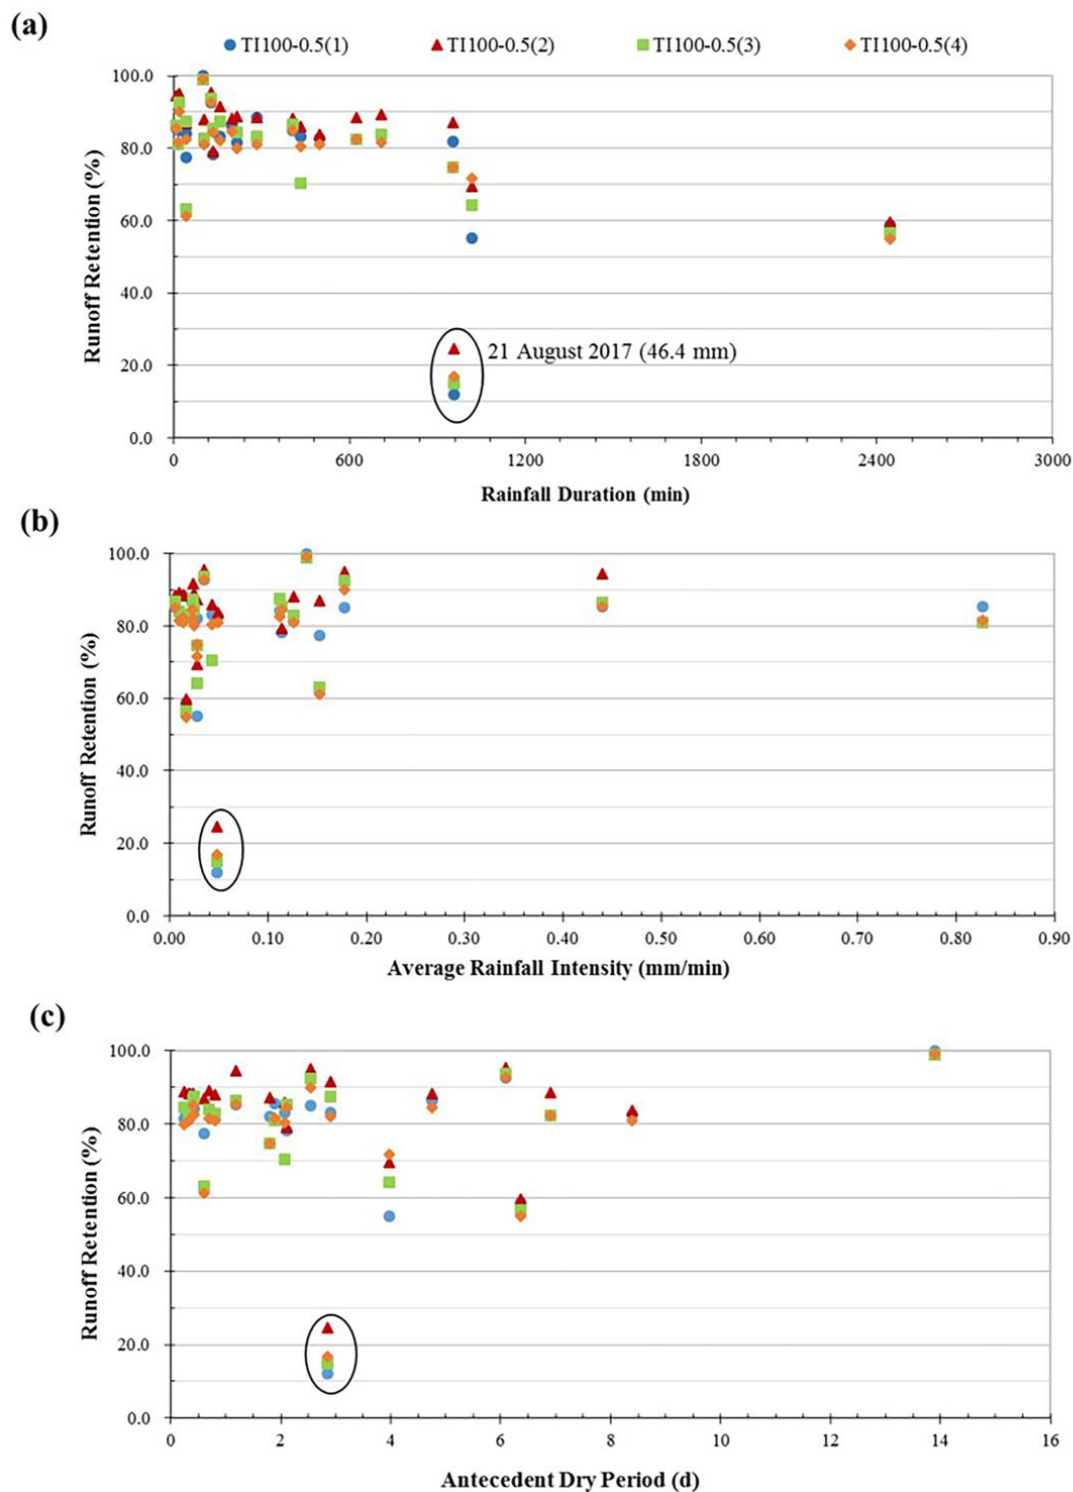 (a)
TI100-0.5(1) TI100-0.5(2) TI100-0.5(3) TI100-0.5(4)
100.0
80.0
60.0
40.0
20.0
0.0
Runoff Retention (%)
21 August 2017 (46.4 mm)
0 600 1200 1800 2400 3000
Rainfall Duration (min)
(b)
100.0
80.0
60.0
40.0
20.0
0.0
Runoff Retention (%)
0.00 0.10 0.20 0.30 0.40 0.50 0.60 0.70 0.80 0.90
Average Rainfall Intensity (mm/min)
(c)
100.0
80.0
60.0
40.0
20.0
0.0
Runoff Retention (%)
0 2 4 6 8 10 12 14 16
Antecedent Dry Period (d)